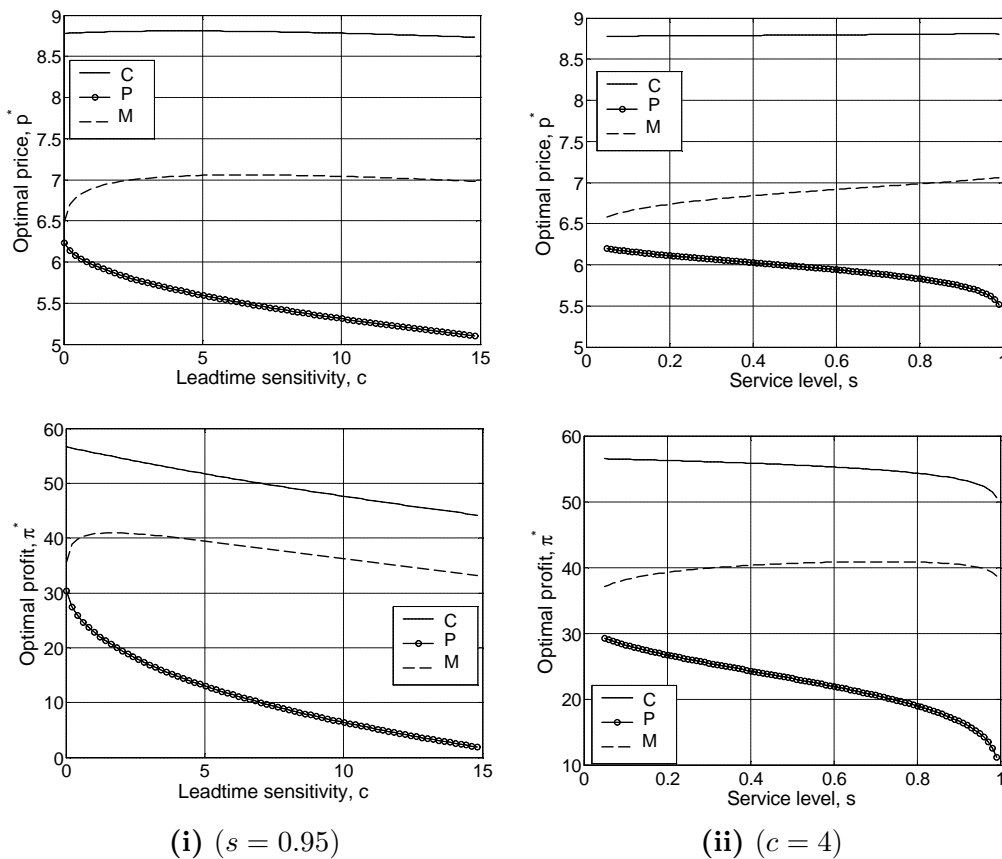 9
8.5
8
7.5
7
6.5
6
5.5
5
Optimal price, p*
C
P
M
0 5 10 15
Leadtime sensitivity, c
9
8.5
8
7.5
7
6.5
6
5.5
5
Optimal price, p*
C
P
M
0 0.2 0.4 0.6 0.8 1
Service level, s
60
50
40
30
20
10
0
Optimal profit, π*
C
P
M
0 5 10 15
Leadtime sensitivity, c
60
50
40
30
20
10
Optimal profit, π*
C
P
M
0 0.2 0.4 0.6 0.8 1
Service level, s
(i) (s = 0.95)
(ii) (c = 4)